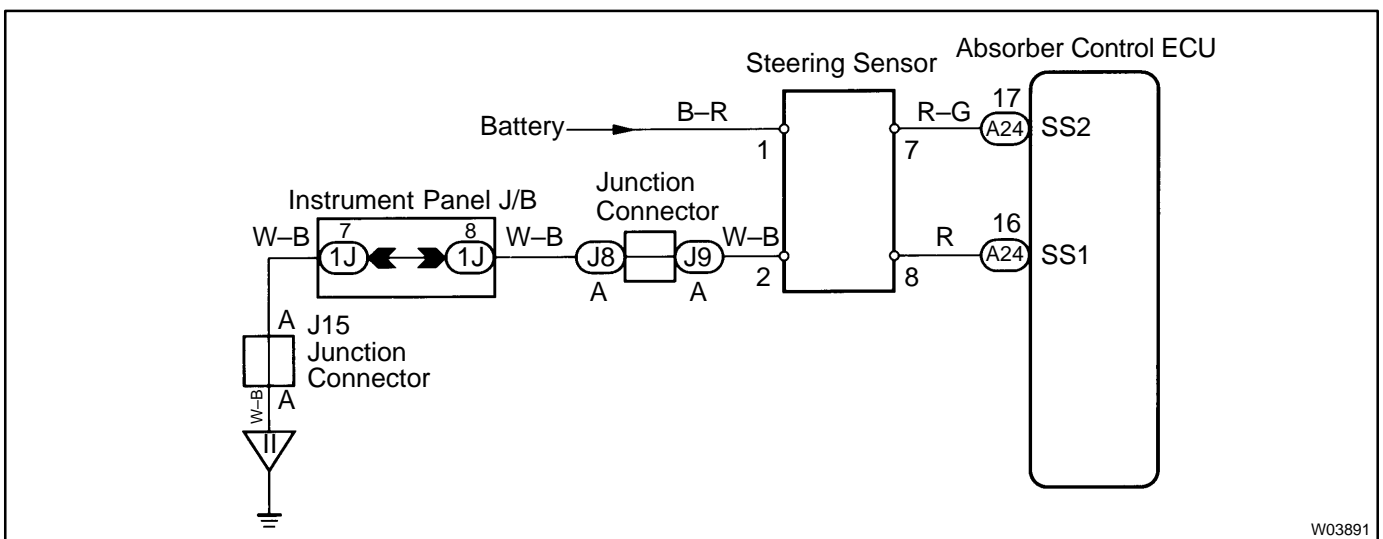 Absorber Control ECU
Steering Sensor
Battery
B–R
1
7
R–G
17
A24
SS2
Instrument Panel J/B
Junction
Connector
W–B
7
1J
8
1J
W–B
J8
A
J9
A
W–B
2
8
R
16
A24
SS1
A
J15
Junction
Connector
A
W–B
II
W03891